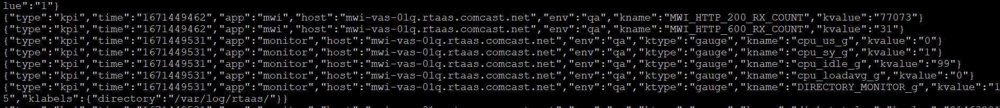 lue":"1"}
{"type":"kpi","time":"1671449462","app":"mwi","host":"mwi-vas-01q.rtaas.comcast.net","env":"qa","kname":"MWI_HTTP_200_RX_COUNT","kvalue":"77073"}
{"type":"kpi","time":"1671449462","app":"mwi","host":"mwi-vas-01q.rtaas.comcast.net","env":"qa","kname":"MWI_HTTP_600_RX_COUNT","kvalue":"31"}
{"type":"kpi","time":"1671449531","app":"monitor","host":"mwi-vas-01q.rtaas.comcast.net","env":"qa","ktype":"gauge","kname":"cpu_us_g","kvalue":"0"}
{"type":"kpi","time":"1671449531","app":"monitor","host":"mwi-vas-01q.rtaas.comcast.net","env":"qa","ktype":"gauge","kname":"cpu_sy_g","kvalue":"1"}
{"type":"kpi","time":"1671449531","app":"monitor","host":"mwi-vas-01q.rtaas.comcast.net","env":"qa","ktype":"gauge","kname":"cpu_idle_g","kvalue":"99"}
{"type":"kpi","time":"1671449531","app":"monitor","host":"mwi-vas-01q.rtaas.comcast.net","env":"qa","ktype":"gauge","kname":"cpu_loadavg_g","kvalue":"0"}
{"type":"kpi","time":"1671449531","app":"monitor","host":"mwi-vas-01q.rtaas.comcast.net","env":"qa","ktype":"gauge","kname":"DIRECTORY_MONITOR_g","kvalue":"1
5","klabels":{"directory":"/var/log/rtaas/"}}